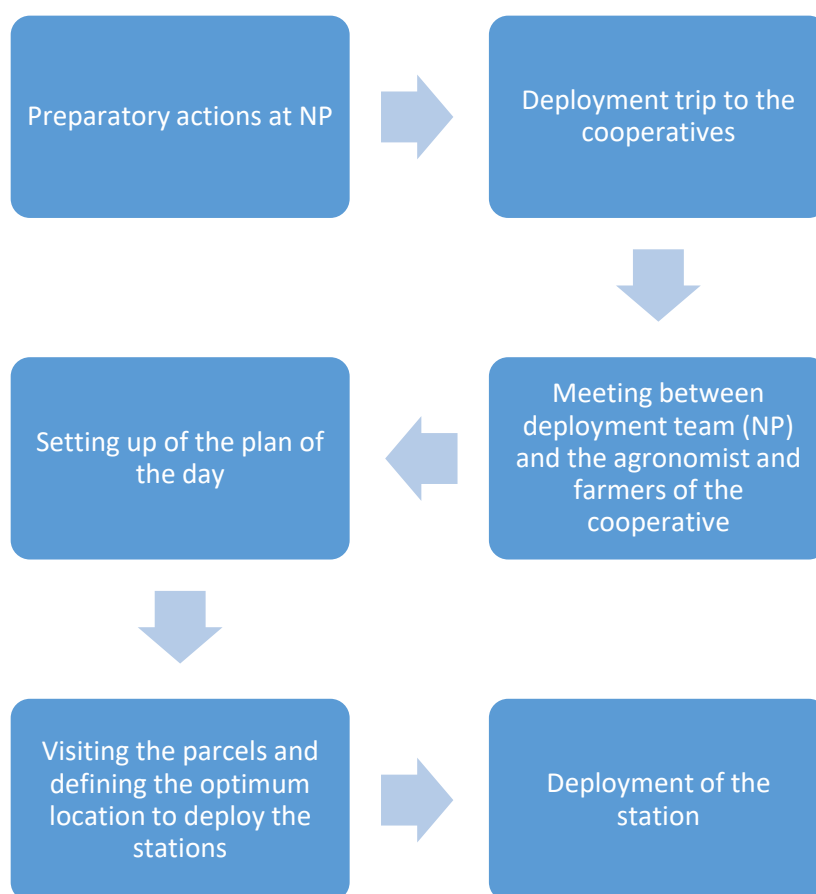 Preparatory actions at NP
Deployment trip to the
cooperatives
Meeting between
deployment team (NP)
and the agronomist and
farmers of the
cooperative
Setting up of the plan of
the day
Visiting the parcels and
defining the optimum
location to deploy the
stations
Deployment of the
station